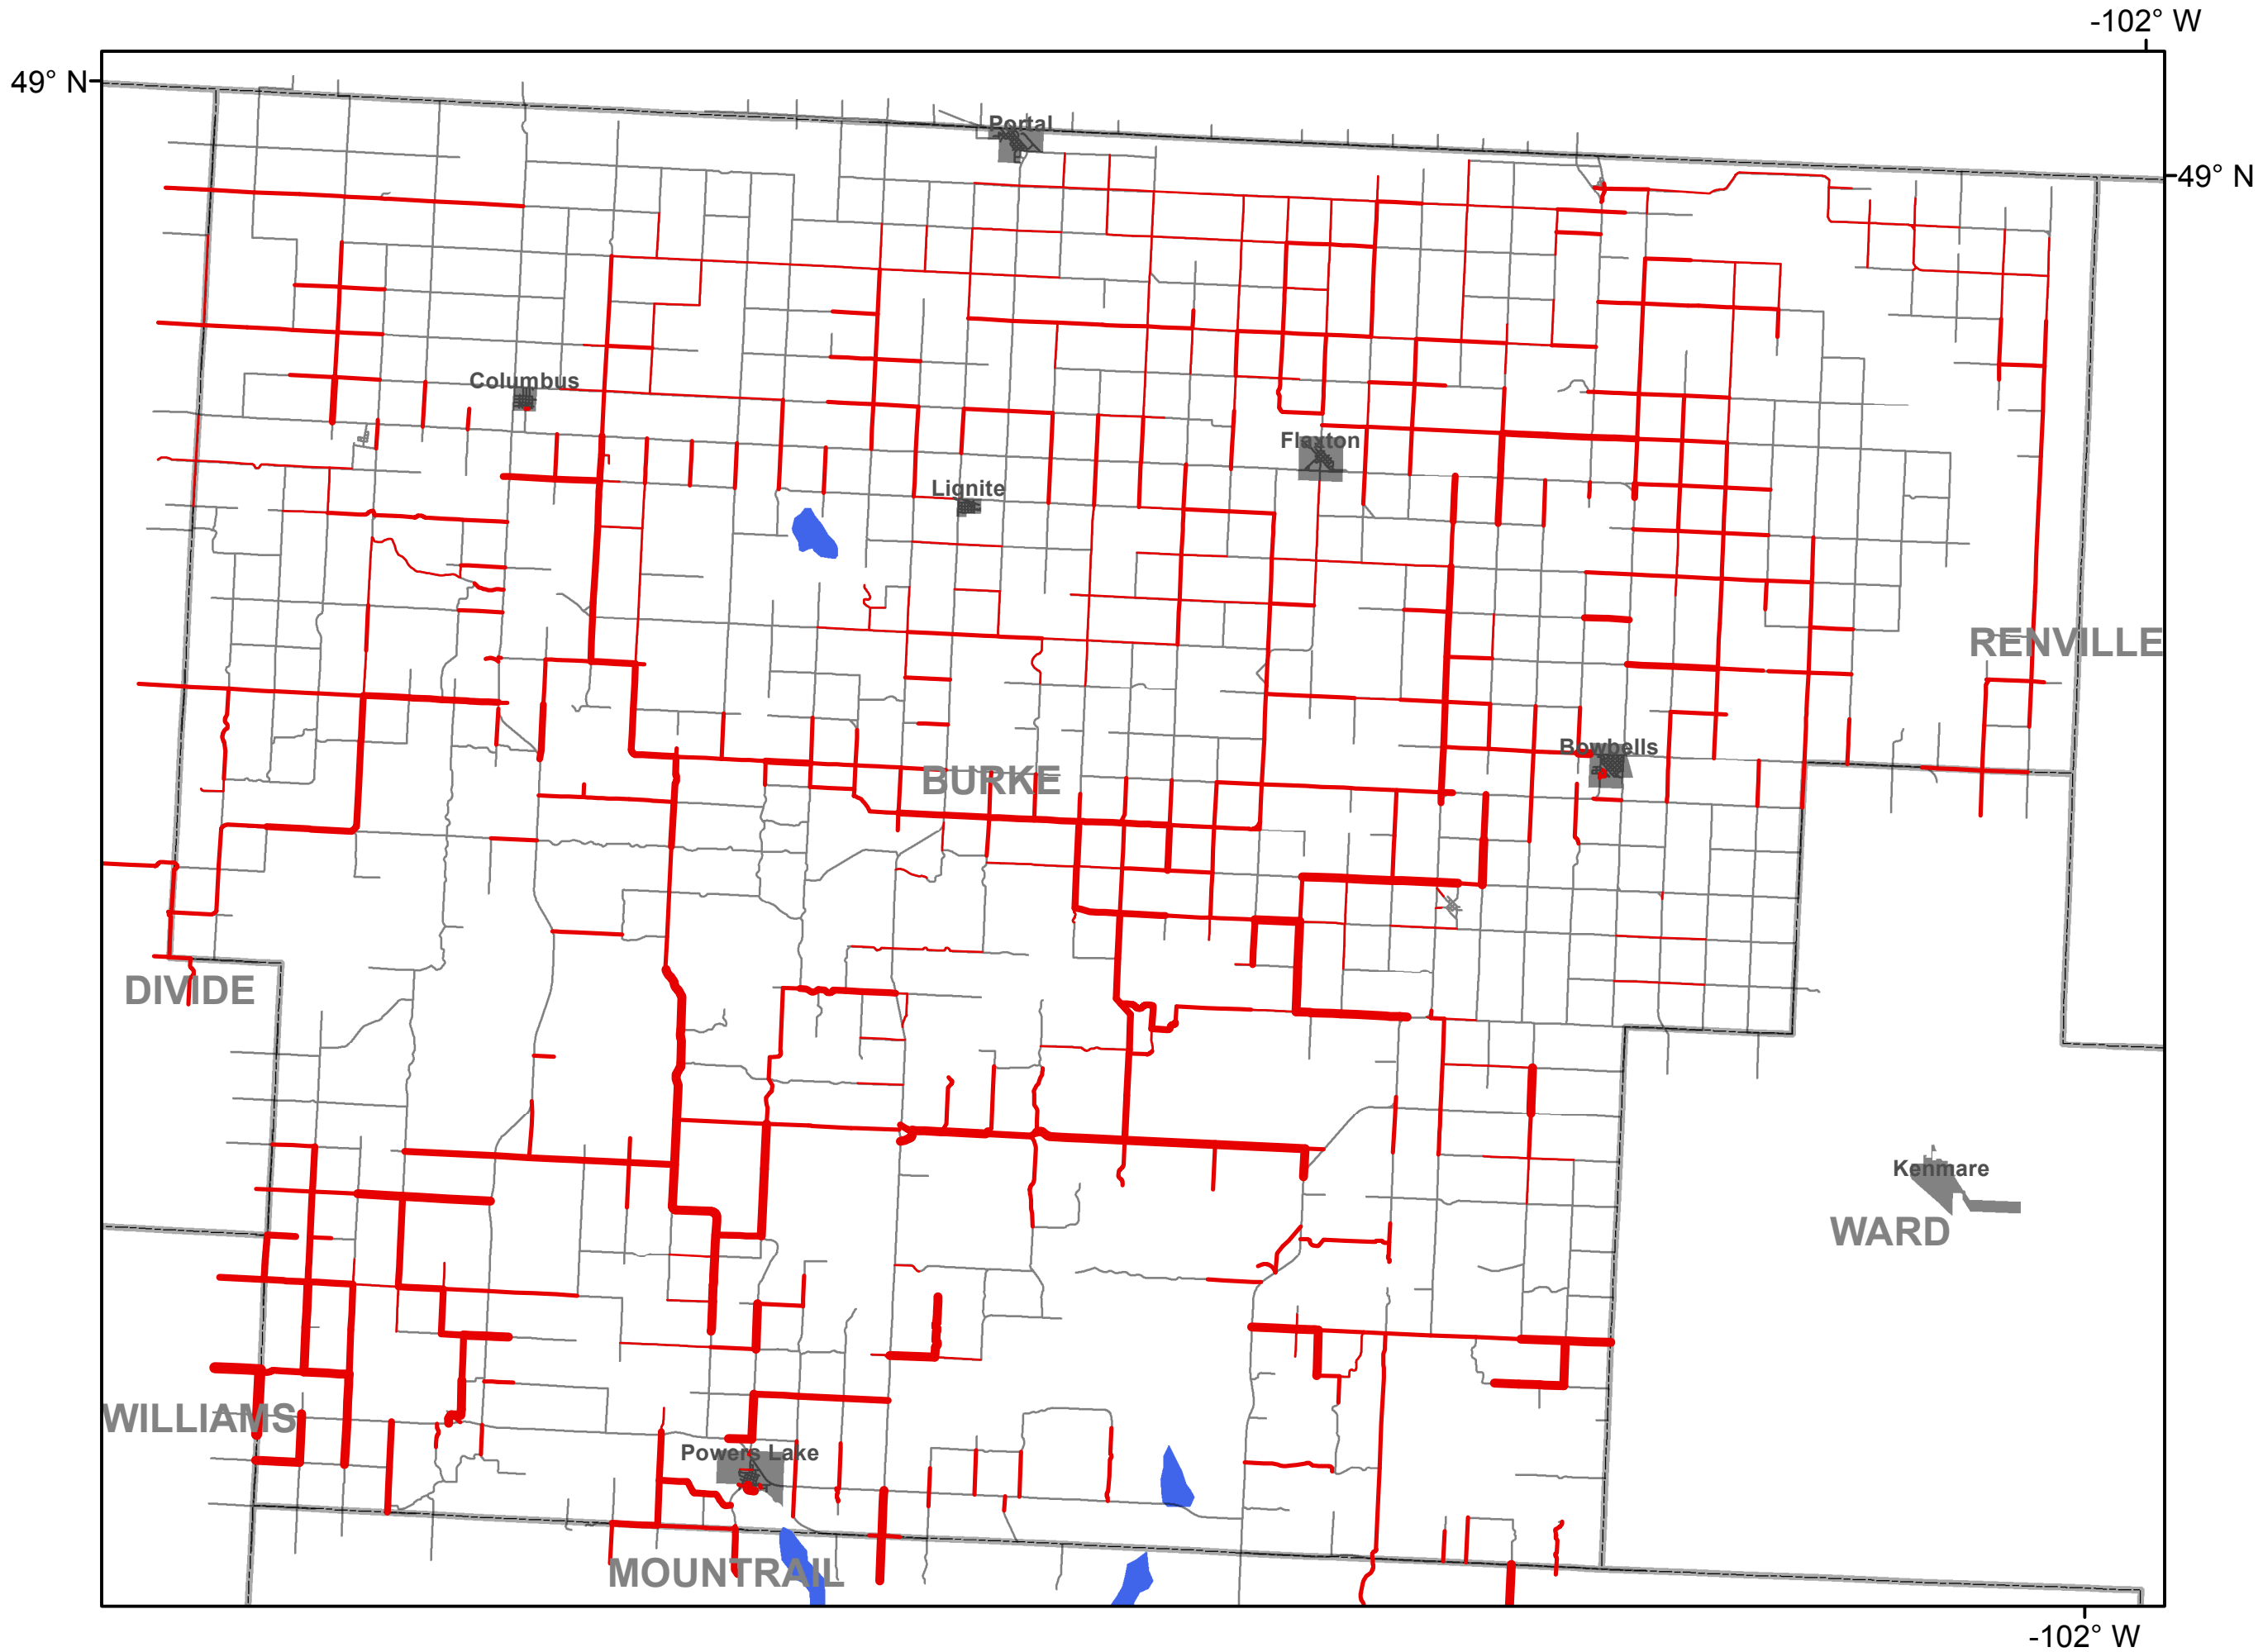 -102° W
49° N
Portal
49° N
Columbus
Flaxton
Lignite
RENVILLE
Bowbells
BURKE
DIVIDE
Kenmare
WARD
WILLIAMS
Powers Lake
MOUNTRAIL
-102° W